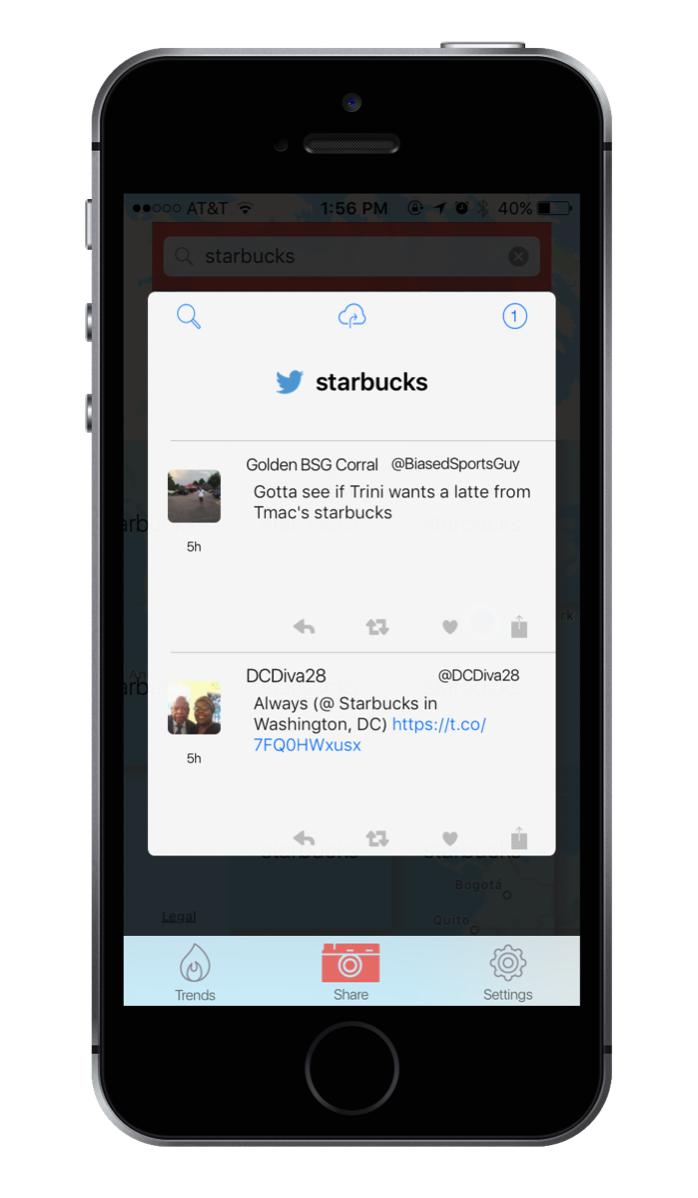 AT&T 1:56 PM 40%
starbucks
1
starbucks
Golden BSG Corral @BiasedSportsGuy
Gotta see if Trini wants a latte from
Tmac's starbucks
5h
DCDiva28 @DCDiva28
Always (@ Starbucks in
Washington, DC) https://t.co/
7FQ0HWxusx
5h
starbucks starbucks
Bogotá
Legal
Quito
Trends Share Settings